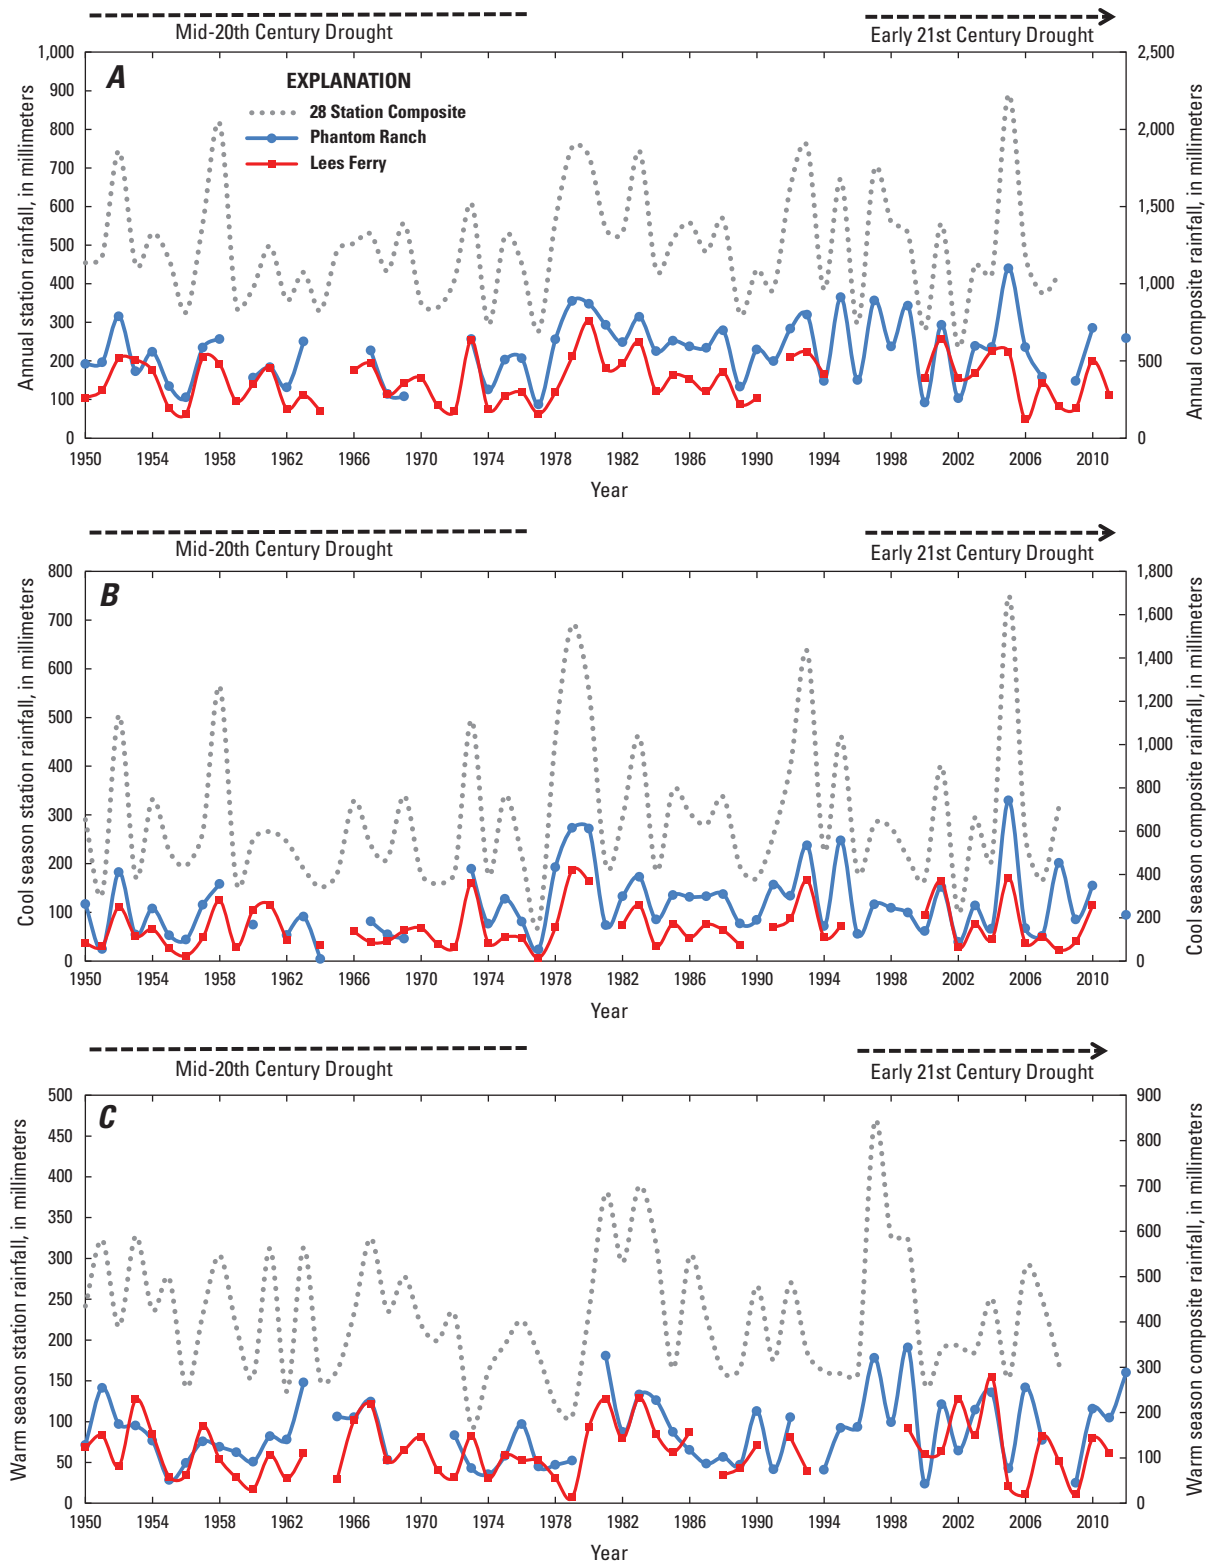 Mid-20th Century Drought
Early 21st Century Drought
A
EXPLANATION
28 Station Composite
Phantom Ranch
Lees Ferry
Annual station rainfall, in millimeters
1,000
900
800
700
600
500
400
300
200
100
0
2,500
2,000
1,500
1,000
500
0
Annual composite rainfall, in millimeters
1950 1954 1958 1962 1966 1970 1974 1978 1982 1986 1990 1994 1998 2002 2006 2010
Year
Mid-20th Century Drought
Early 21st Century Drought
B
Cool season station rainfall, in millimeters
800
700
600
500
400
300
200
100
0
1,800
1,600
1,400
1,200
1,000
800
600
400
200
0
Cool season composite rainfall, in millimeters
1950 1954 1958 1962 1966 1970 1974 1978 1982 1986 1990 1994 1998 2002 2006 2010
Year
Mid-20th Century Drought
Early 21st Century Drought
C
Warm season station rainfall, in millimeters
500
450
400
350
300
250
200
150
100
50
0
900
800
700
600
500
400
300
200
100
0
Warm season composite rainfall, in millimeters
1950 1954 1958 1962 1966 1970 1974 1978 1982 1986 1990 1994 1998 2002 2006 2010
Year